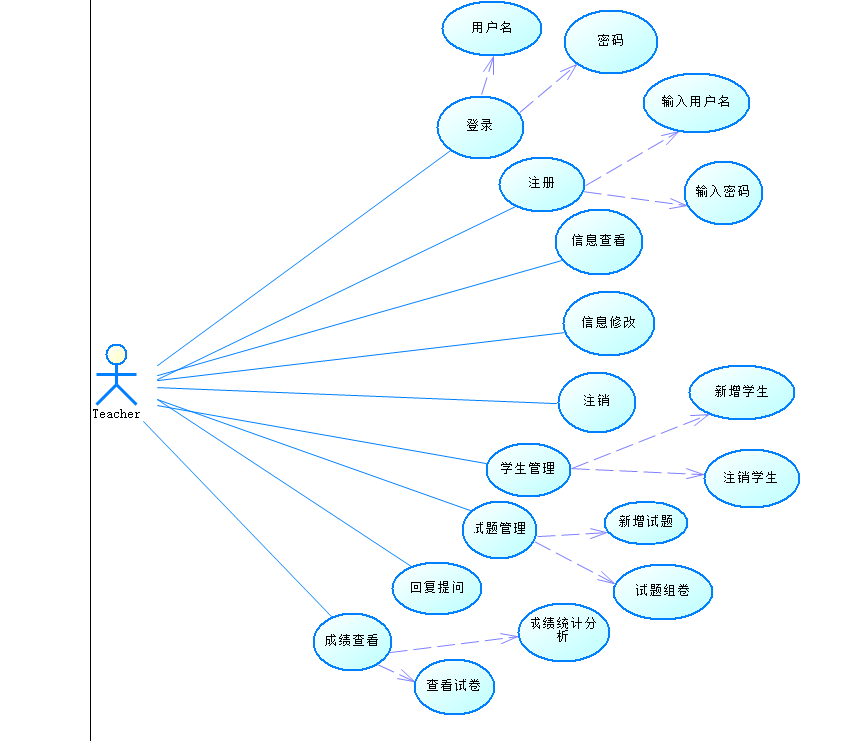 用户名
密码
输入用户名
登录
注册
输入密码
信息查看
信息修改
Teacher
新增学生
注销
学生管理
注销学生
试题管理
新增试题
回复提问
试题组卷
成绩查看
成绩统计分
析
查看试卷